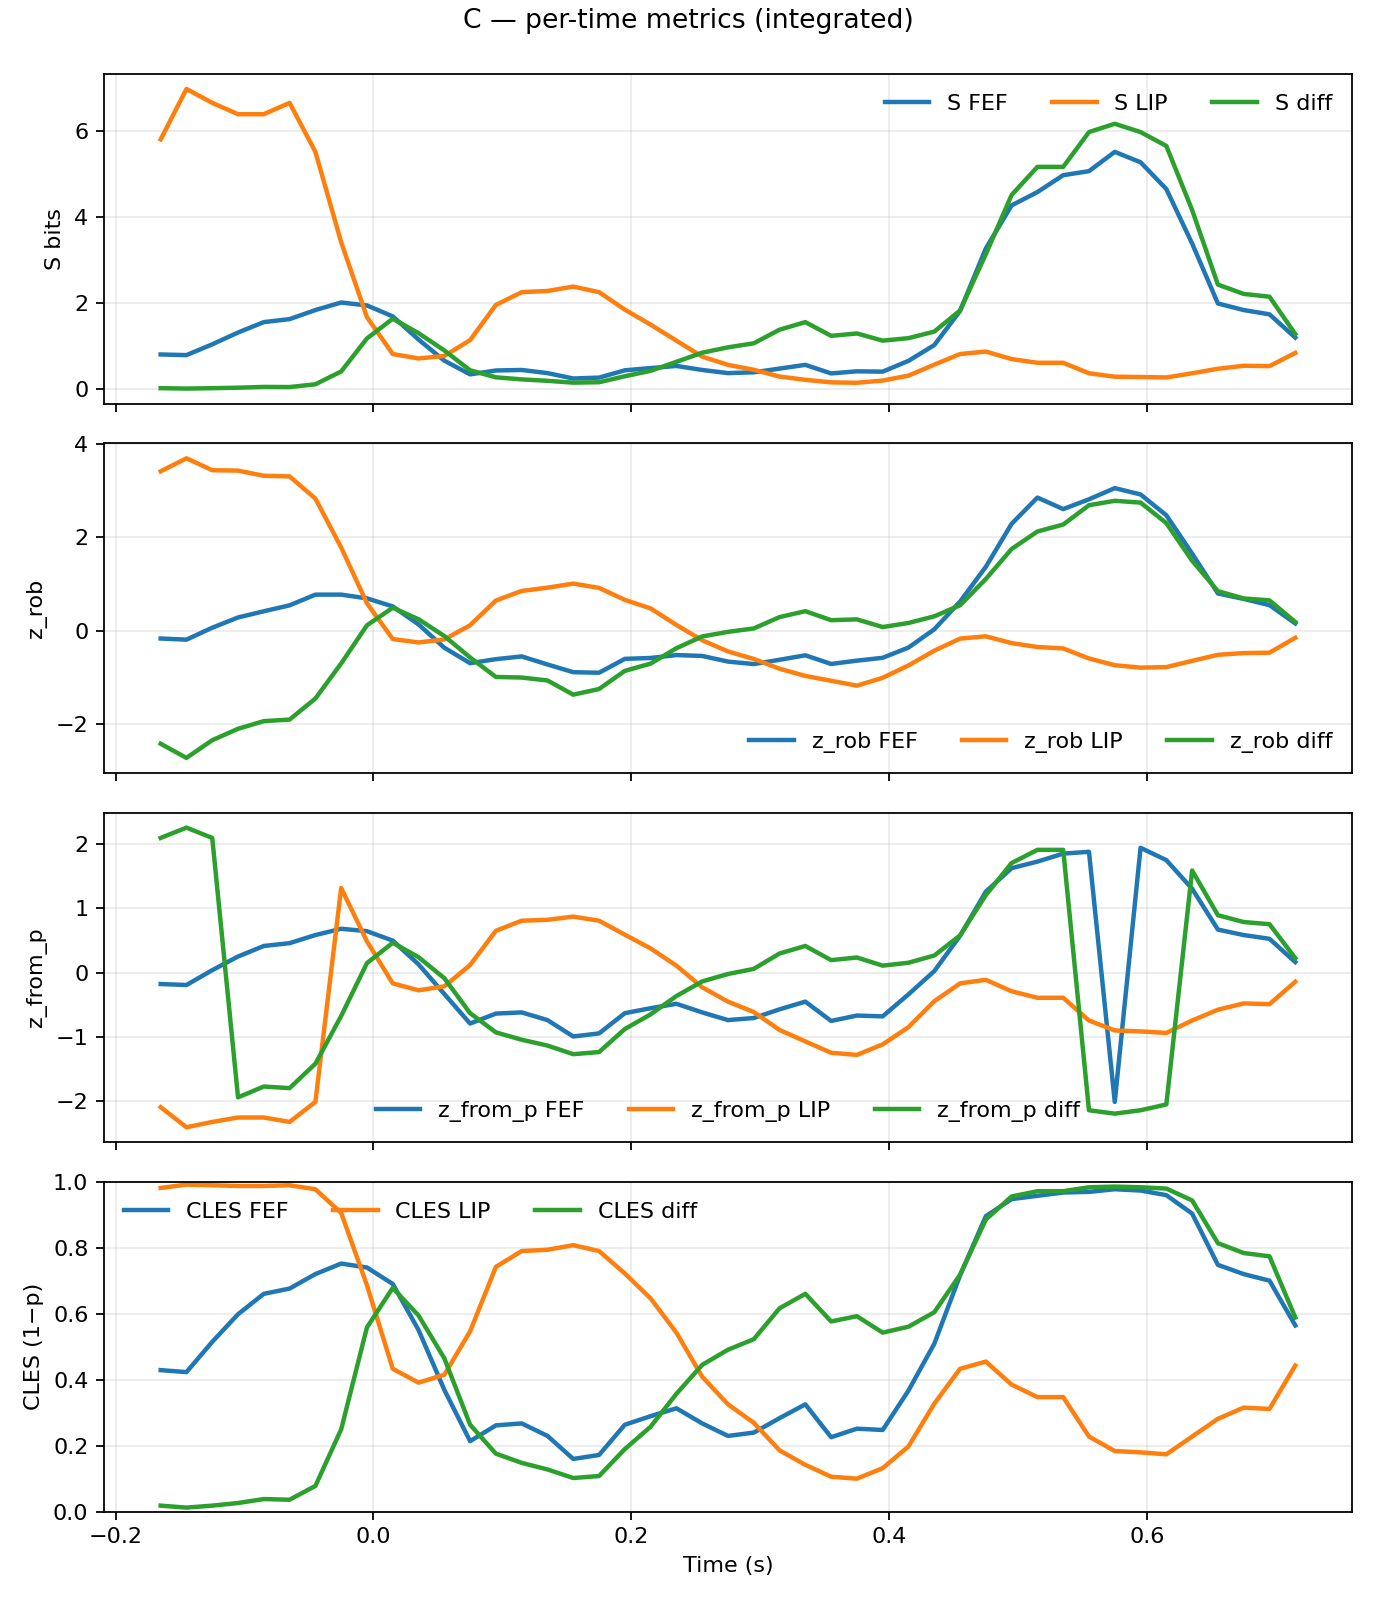 C — per-time metrics (integrated)
S FEF S LIP S diff
6
4
2
0
S bits
4
2
0
−2
z_rob
z_rob FEF z_rob LIP z_rob diff
2
1
0
−1
−2
z_from_p
z_from_p FEF z_from_p LIP z_from_p diff
1.0
0.8
0.6
0.4
0.2
0.0
CLES (1−p)
CLES FEF CLES LIP CLES diff
−0.2 0.0 0.2 0.4 0.6
Time (s)